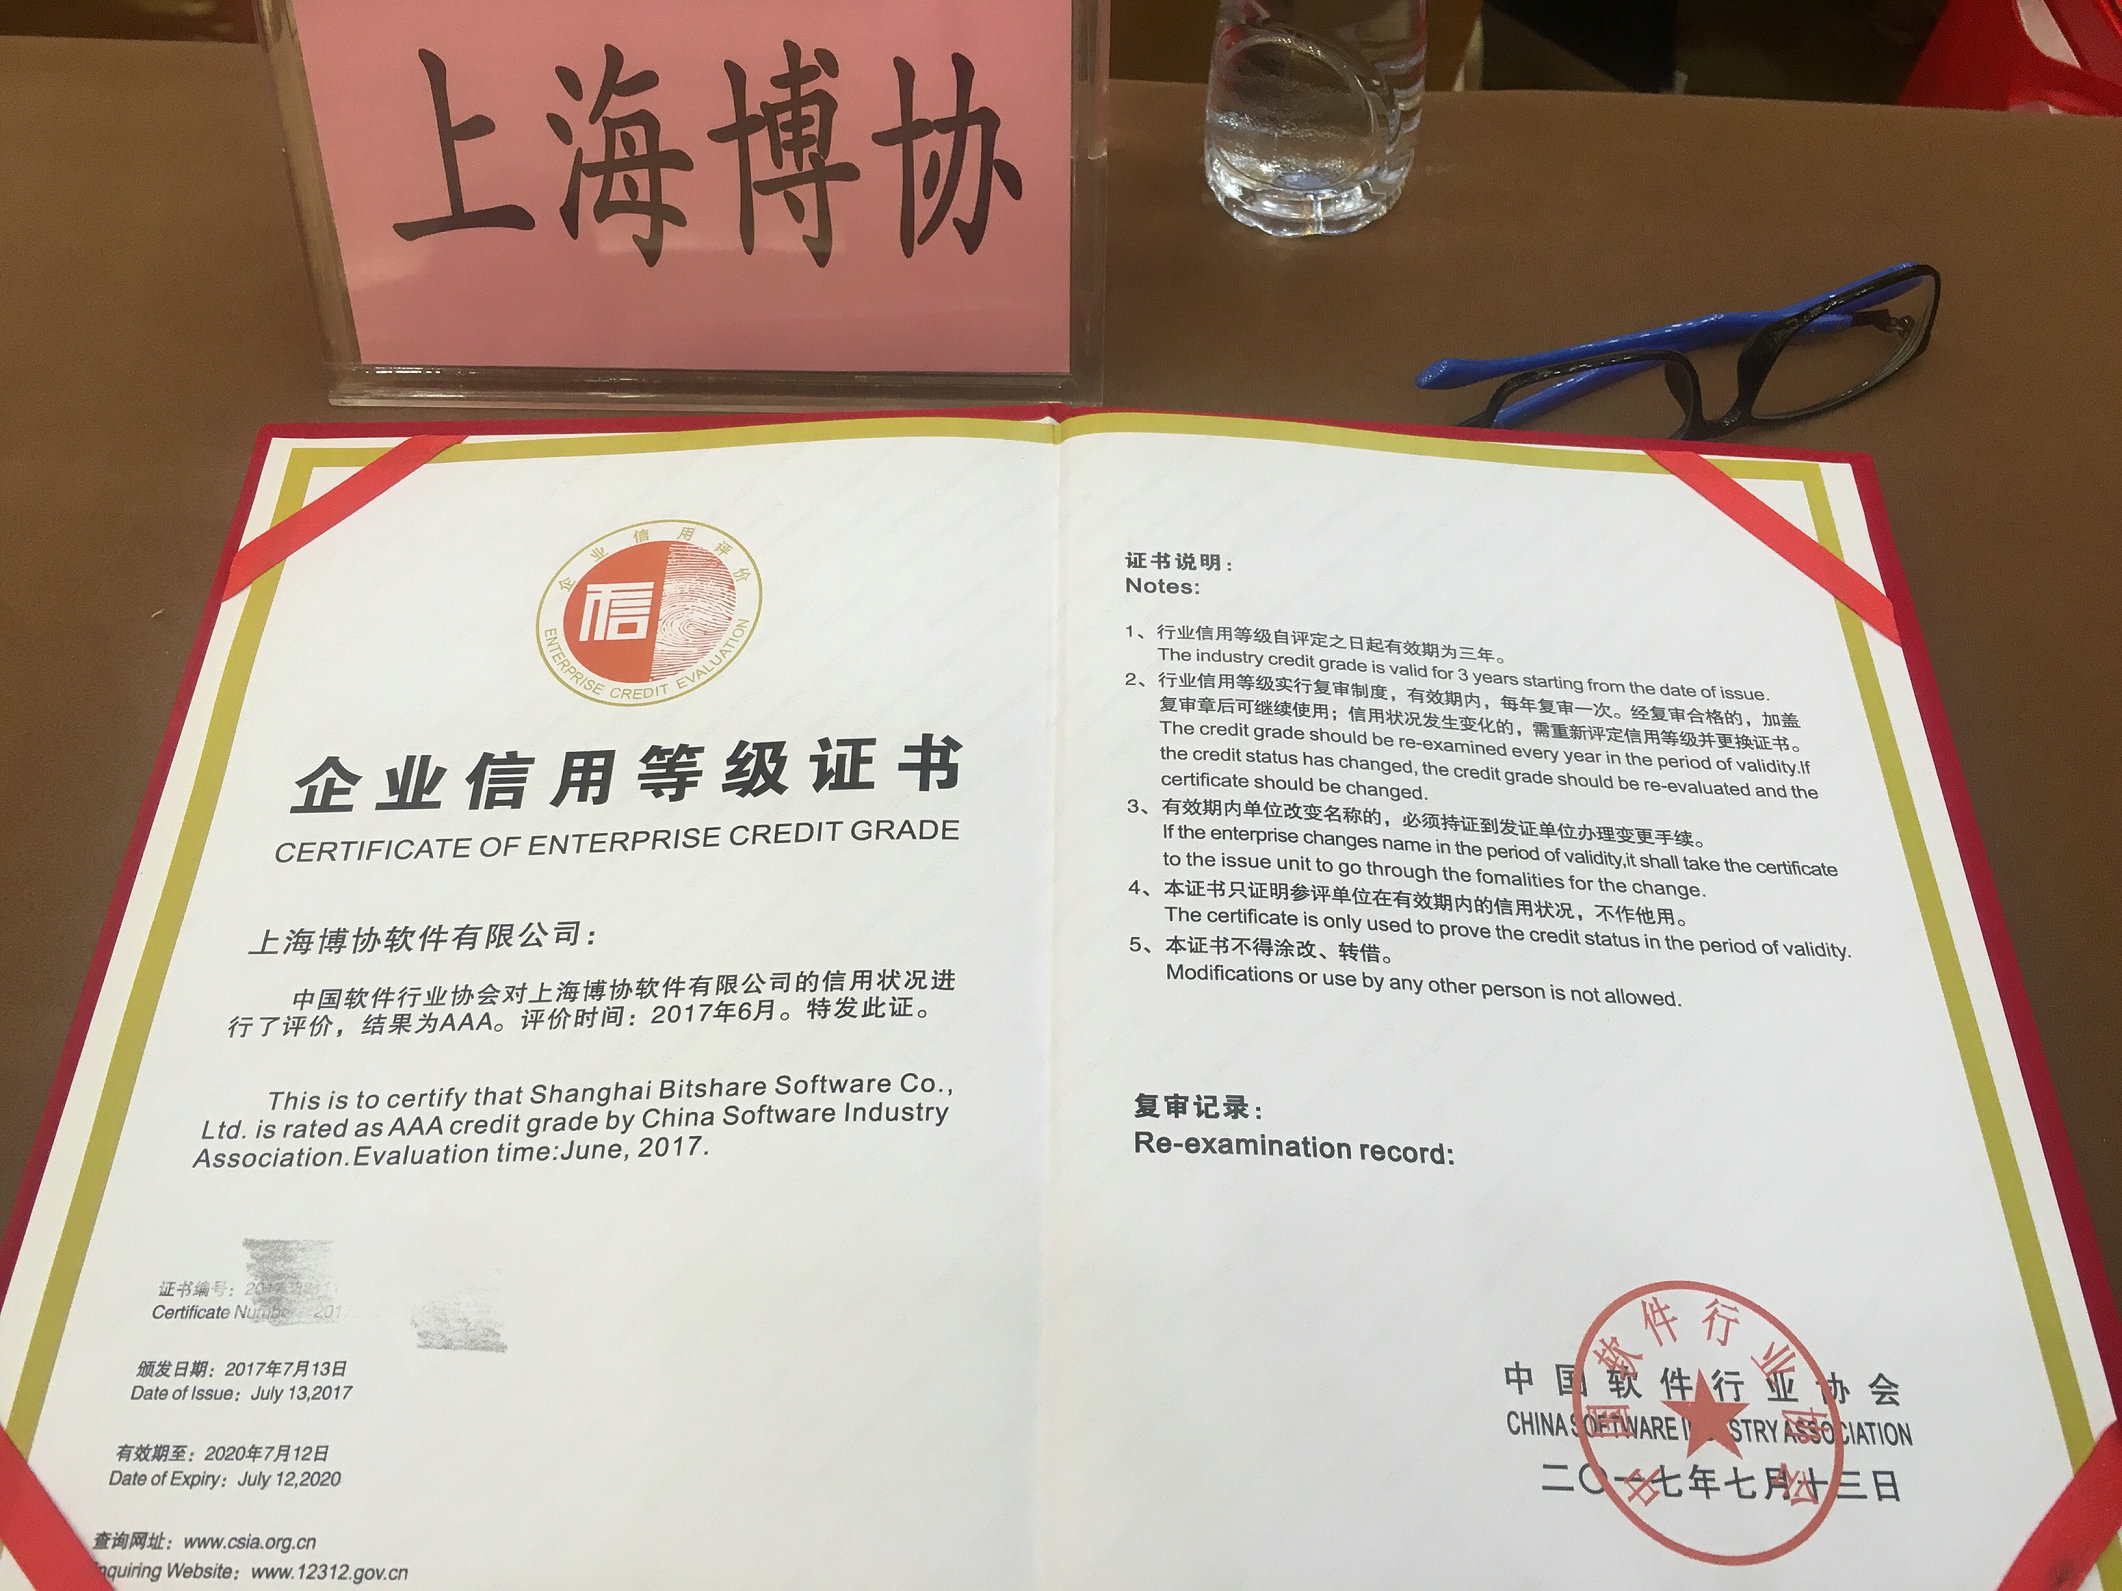 上海博协
企业信用评价
信
ENTERPRISE CREDIT EVALUATION
企业信用等级证书
CERTIFICATE OF ENTERPRISE CREDIT GRADE
上海博协软件有限公司：
中国软件行业协会对上海博协软件有限公司的信用状况进
行了评价，结果为AAA。评价时间：2017年6月。特发此证。
This is to certify that Shanghai Bitshare Software Co.,
Ltd. is rated as AAA credit grade by China Software Industry
Association.Evaluation time:June, 2017.
证书编号：
Certificate
颁发日期：2017年7月13日
Date of Issue：July 13,2017
有效期至：2020年7月12日
Date of Expiry：July 12,2020
查询网址：www.csia.org.cn
Website：www.12312.gov.cn
证书说明：
Notes:
1、行业信用等级自评定之日起有效期为三年。
The industry credit grade is valid for 3 years starting from the date of issue.
2、行业信用等级实行复审制度，有效期内，每年复审一次。经复审合格的，加盖
复审章后可继续使用；信用状况发生变化的，需重新评定信用等级并更换证书。
The credit grade should be re-examined every year in the period of validity.If
the credit status has changed, the credit grade should be re-evaluated and the
certificate should be changed.
3、有效期内单位改变名称的，必须持证到发证单位办理变更手续。
If the enterprise changes name in the period of validity,it shall take the certificate
to the issue unit to go through the fomalities for the change.
4、本证书只证明参评单位在有效期内的信用状况，不作他用。
The certificate is only used to prove the credit status in the period of validity.
5、本证书不得涂改、转借。
Modifications or use by any other person is not allowed.
复审记录：
Re-examination record:
中国软件行业协会
CHINA SOFTWARE INDUSTRY ASSOCIATION
二〇一七年七月十三日
中国软件行业协会